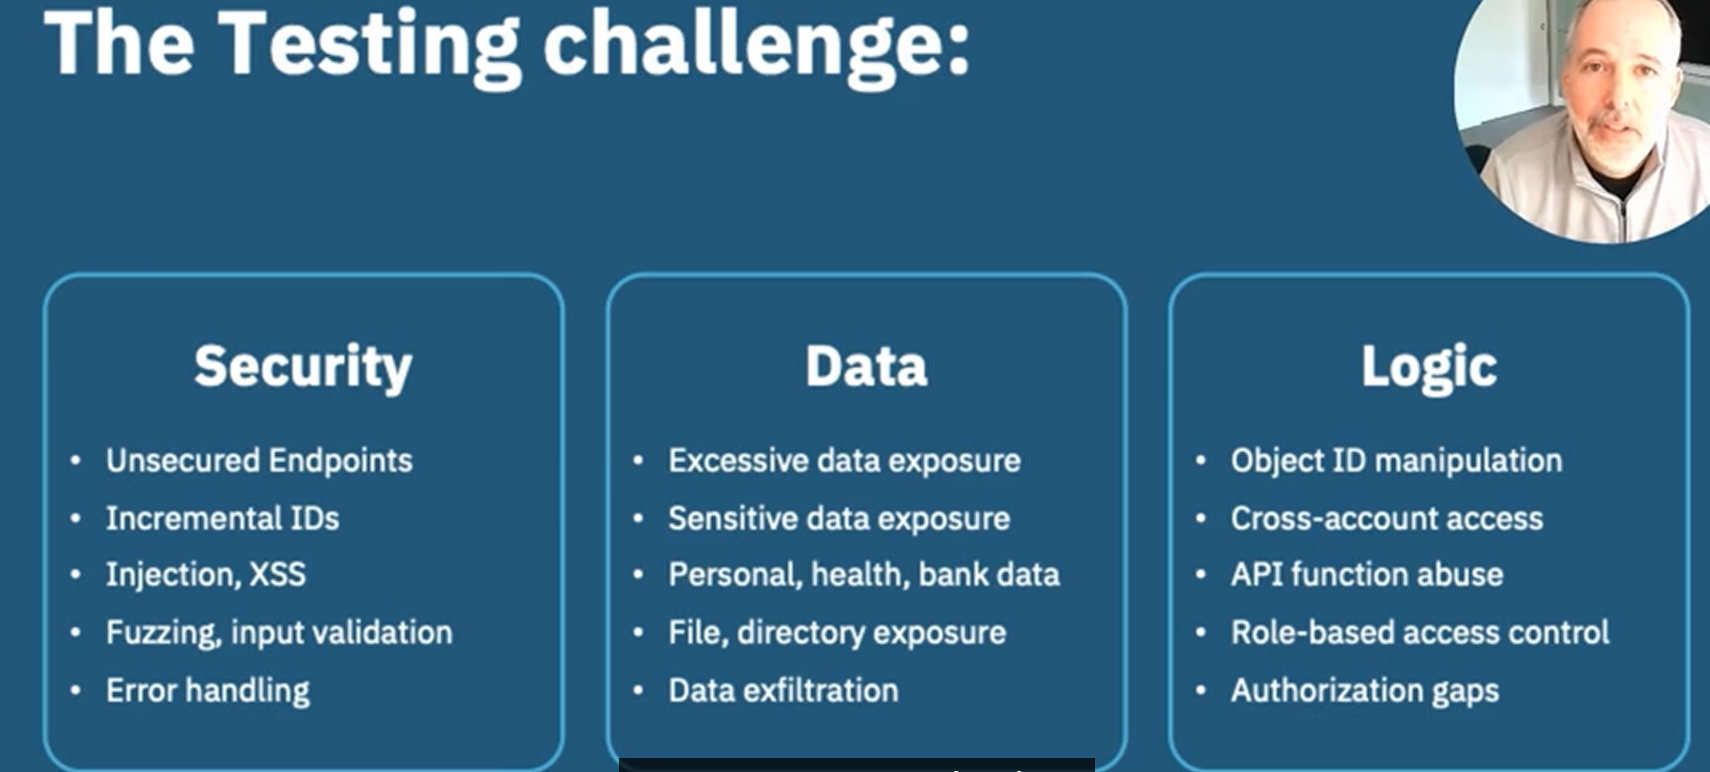 The Testing challenge:
Security
• Unsecured Endpoints
• Incremental IDs
• Injection, XSS
• Fuzzing, input validation
• Error handling
Data
• Excessive data exposure
• Sensitive data exposure
• Personal, health, bank data
• File, directory exposure
• Data exfiltration
Logic
• Object ID manipulation
• Cross-account access
• API function abuse
• Role-based access control
• Authorization gaps